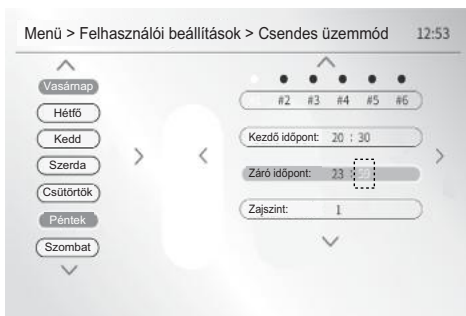 Menü > Felhasználói beállítások > Csendes üzemmód 12:53
Vasárnap
Hétfő
Kedd
Szerda
Csütörtök
Péntek
Szombat
#2 #3 #4 #5 #6
Kezdő időpont: 20 : 30
Záró időpont: 23 :
Zajszint: 1